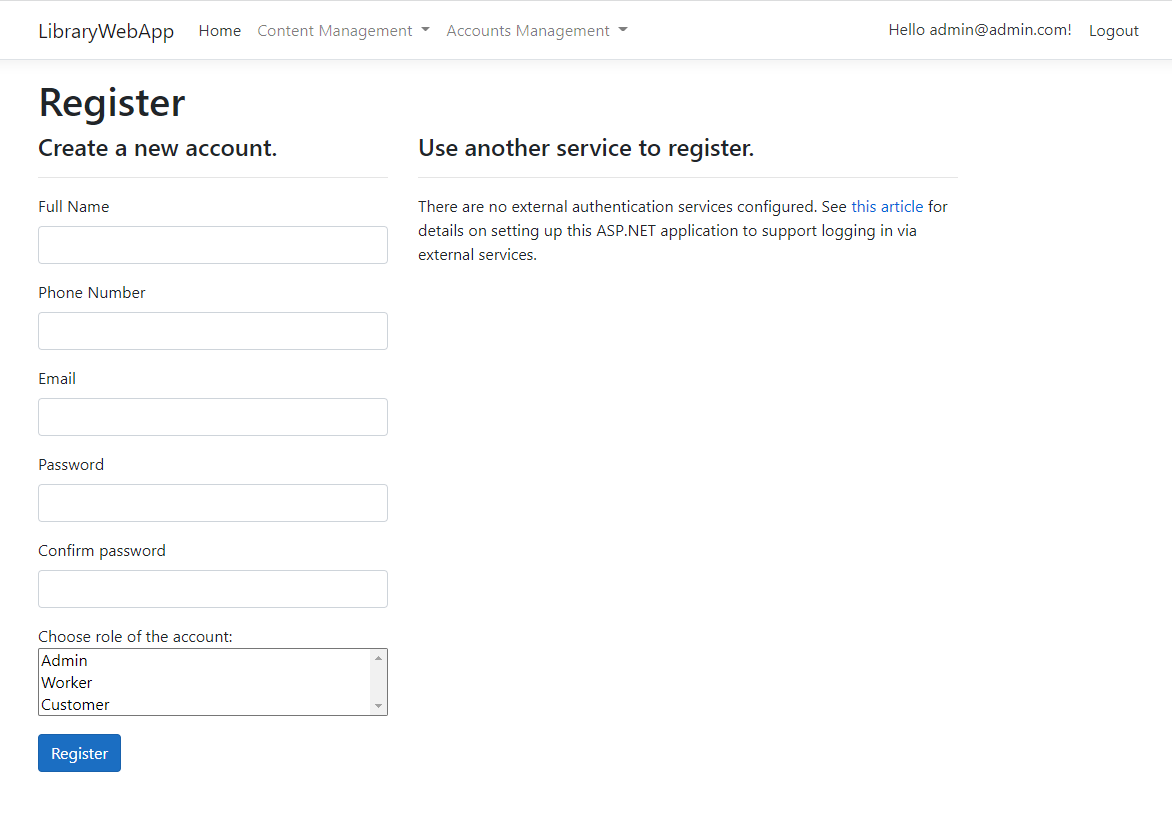 LibraryWebApp Home Content Management Accounts Management Hello admin@admin.com! Logout
Register
Create a new account.
Full Name
Phone Number
Email
Password
Confirm password
Choose role of the account:
Admin
Worker
Customer
Register
Use another service to register.
There are no external authentication services configured. See this article for
details on setting up this ASP.NET application to support logging in via
external services.